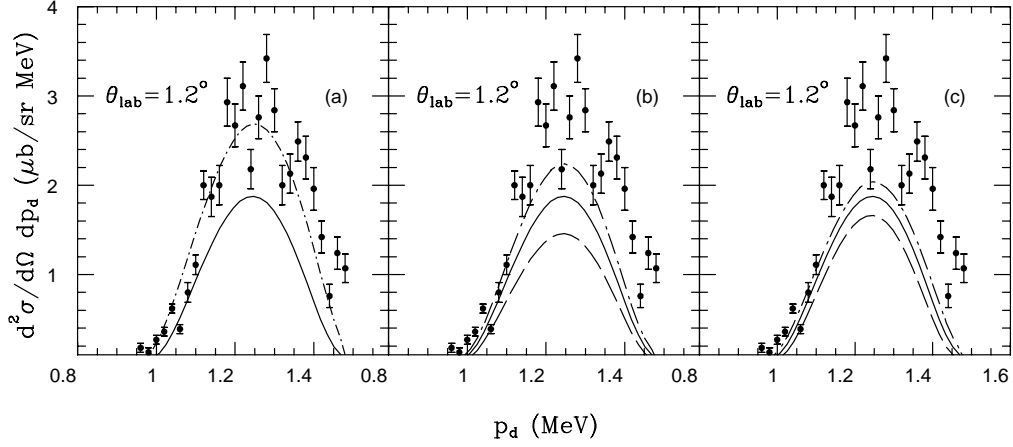 4
3
2
1
d²σ/dΩ dp_d (μb/sr MeV)
θ_lab=1.2° (a)
θ_lab=1.2° (b)
θ_lab=1.2° (c)
0.8 1 1.2 1.4 0.8 1 1.2 1.4 0.8 1 1.2 1.4 1.6
p_d (MeV)